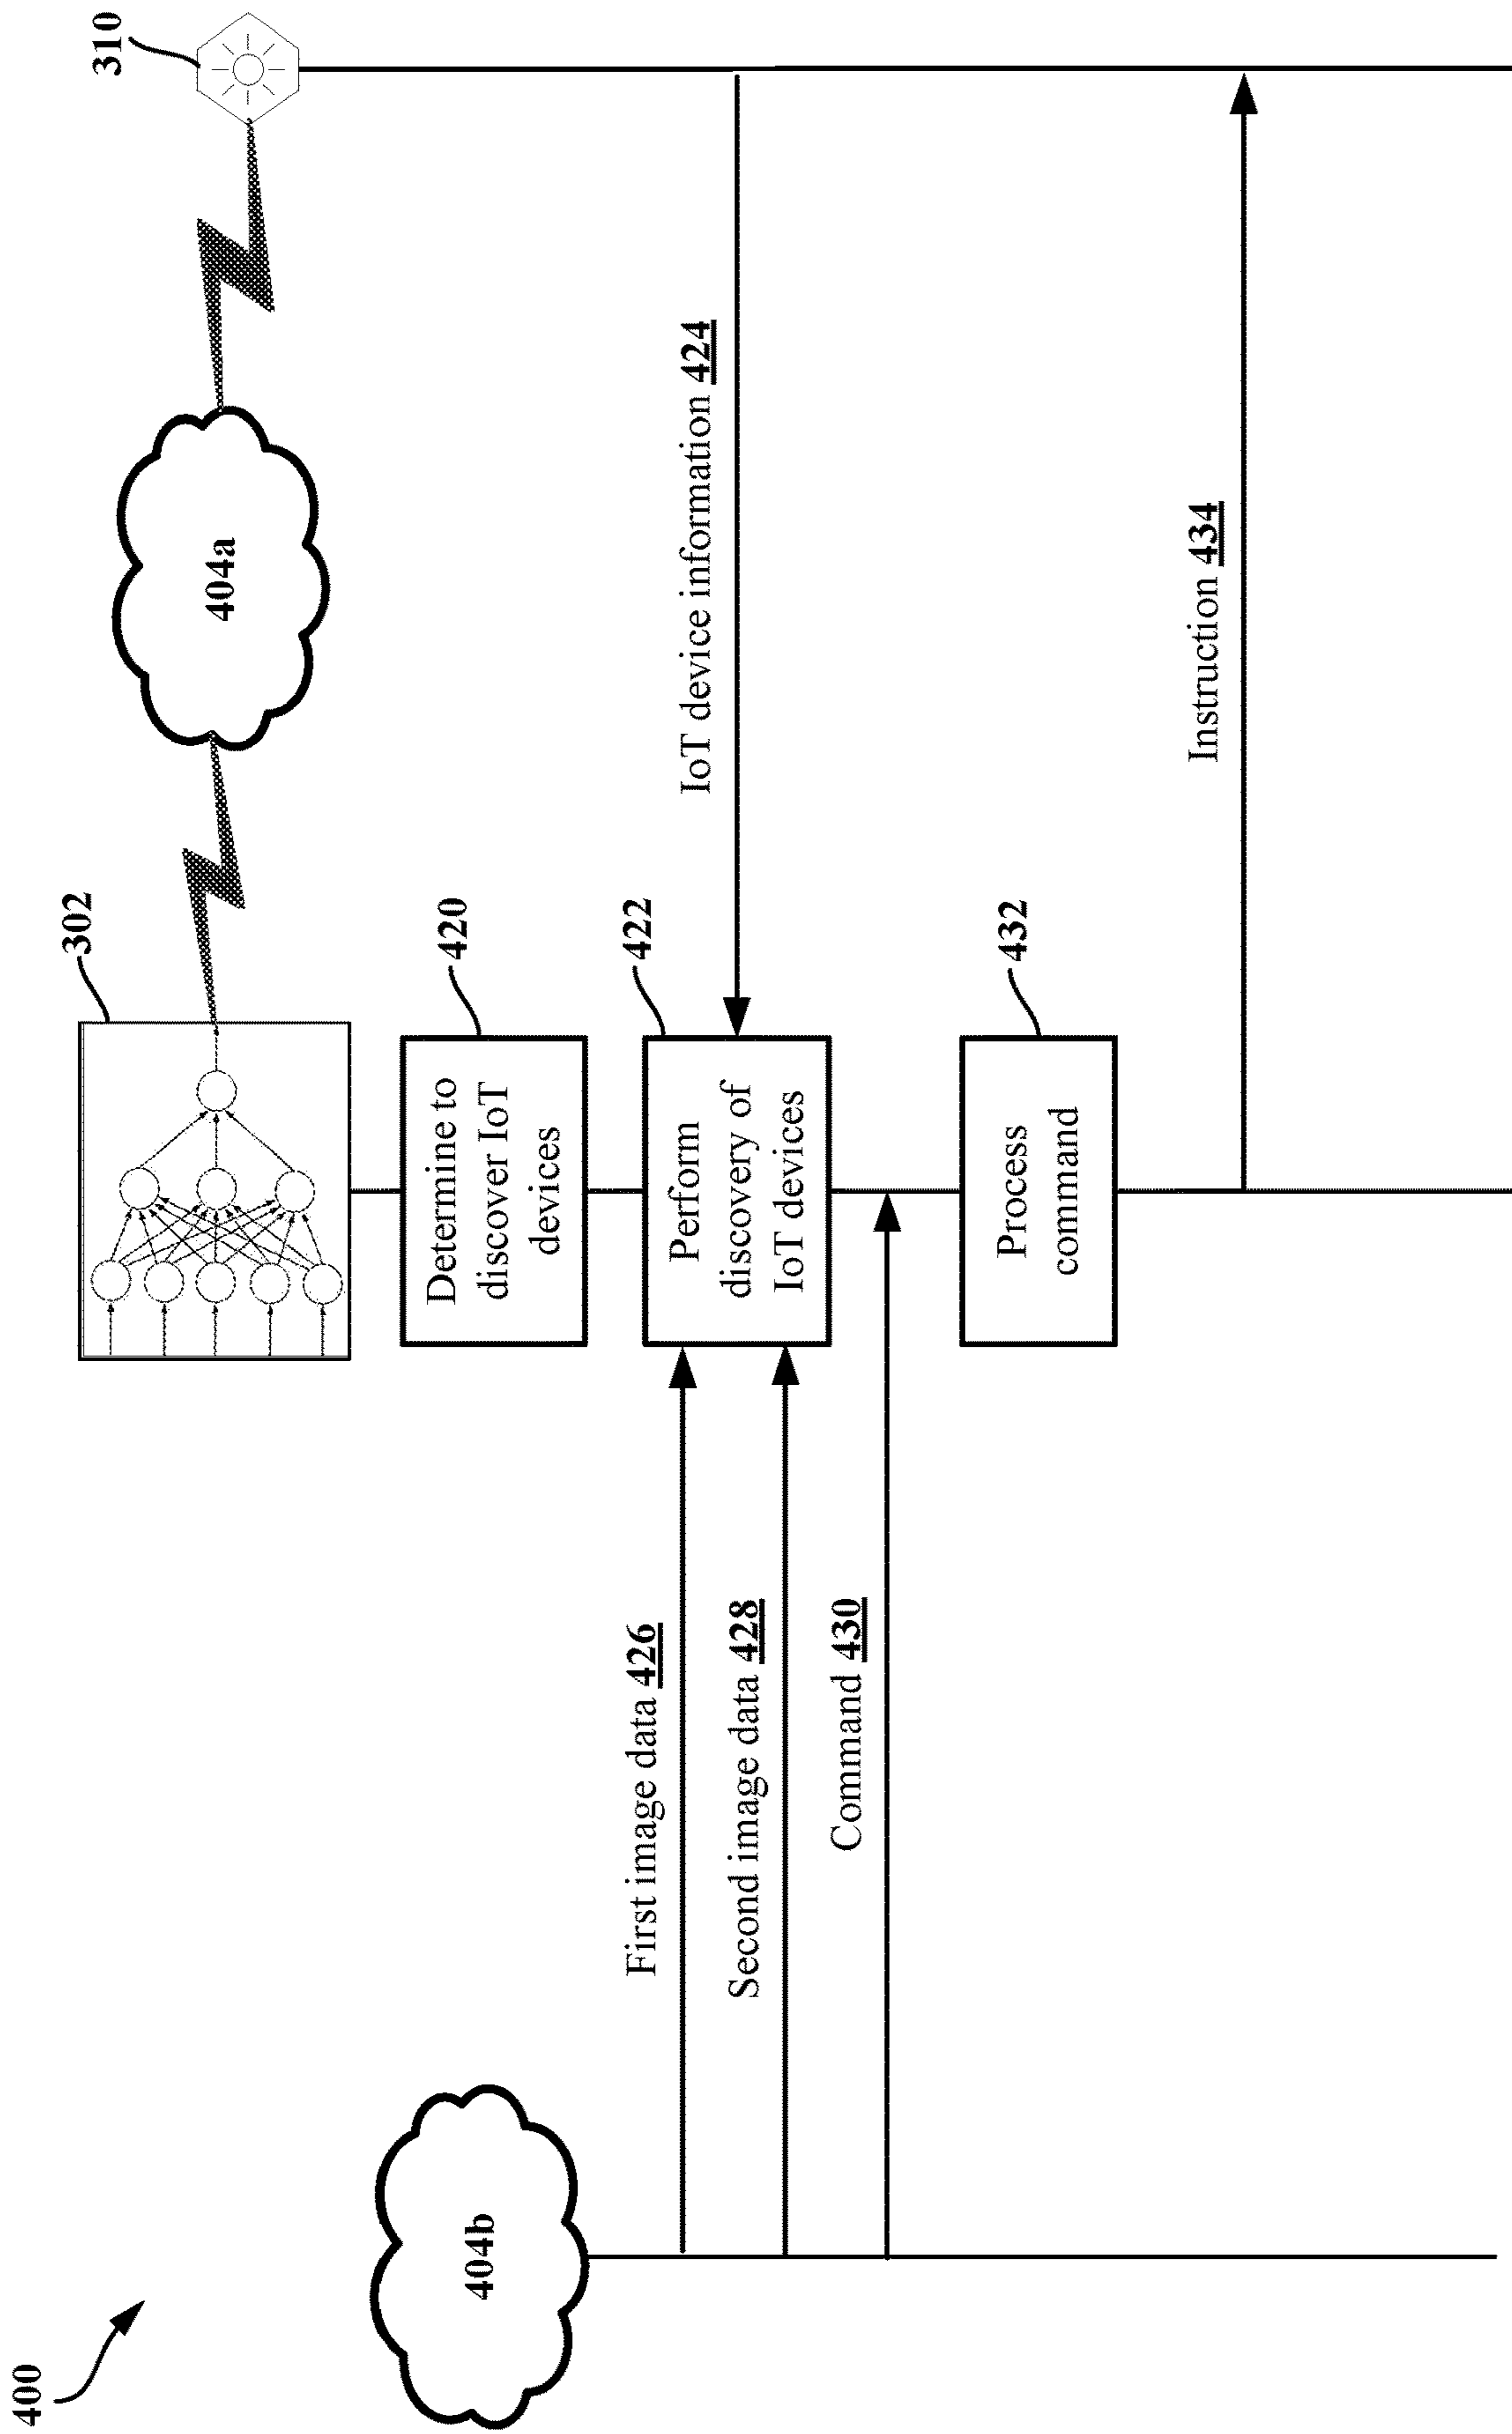 400
404b
302
404a
310
420
Determine to
discover IoT
devices
First image data 426
422
Perform
discovery of
IoT devices
IoT device information 424
Second image data 428
Command 430
432
Process
command
Instruction 434